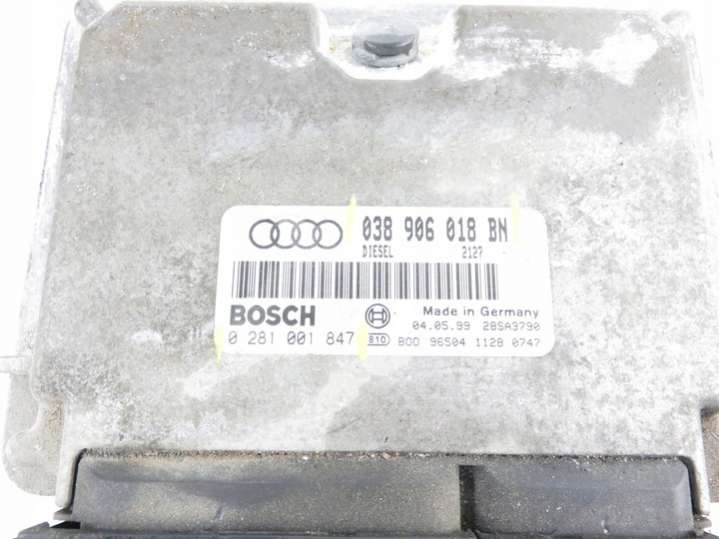 038 906 018 BN
DIESEL 2127
BOSCH Made in Germany
04.05.99 28SA3790
0 281 001 847 B10 800 96504 1128 0747